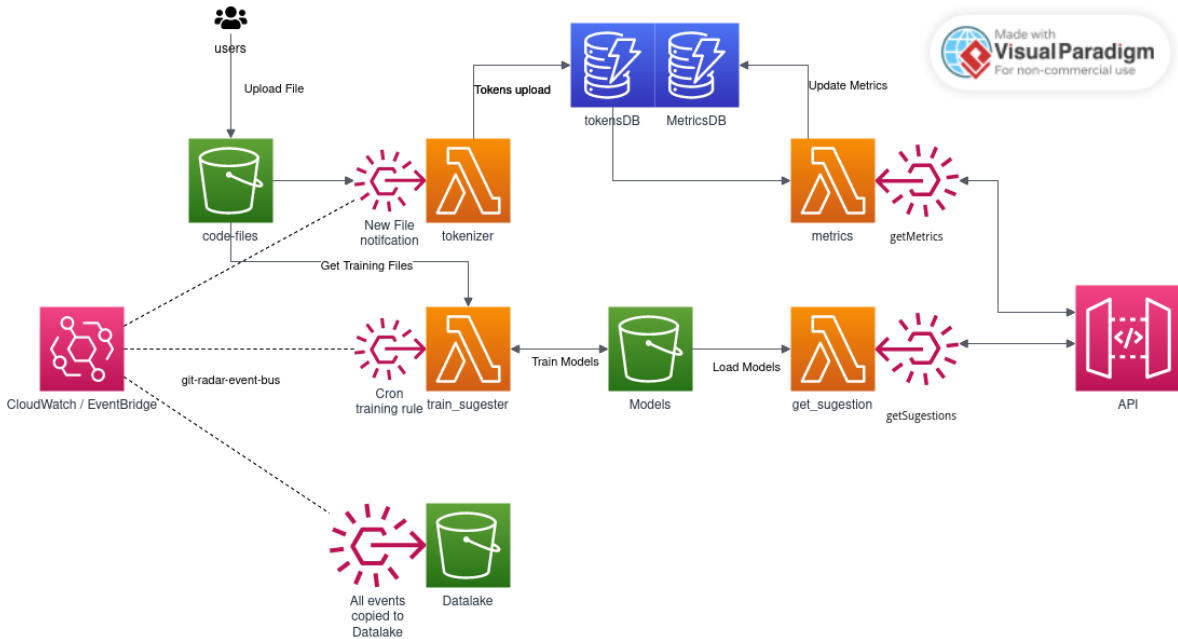 users
Made with
Visual Paradigm
For non-commercial use
Upload File
Tokens upload
Update Metrics
tokensDB
MetricsDB
code-files
New File
notifcation
tokenizer
metrics
getMetrics
Get Training Files
CloudWatch / EventBridge
git-radar-event-bus
Cron
training rule
train_sugester
Train Models
Models
Load Models
get_sugestion
getSugestions
API
All events
copied to
Datalake
Datalake